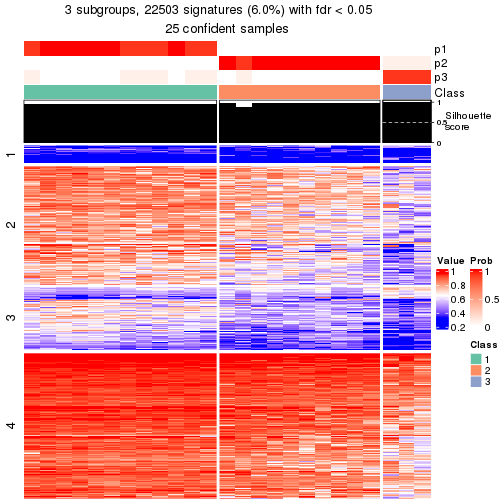 3 subgroups, 22503 signatures (6.0%) with fdr < 0.05
25 confident samples
p1
p2
p3
Class
1
0.5
0
Silhouette
score
1
2
3
4
Value
1
0.8
0.6
0.4
0.2
Prob
1
0.5
0
Class
1
2
3